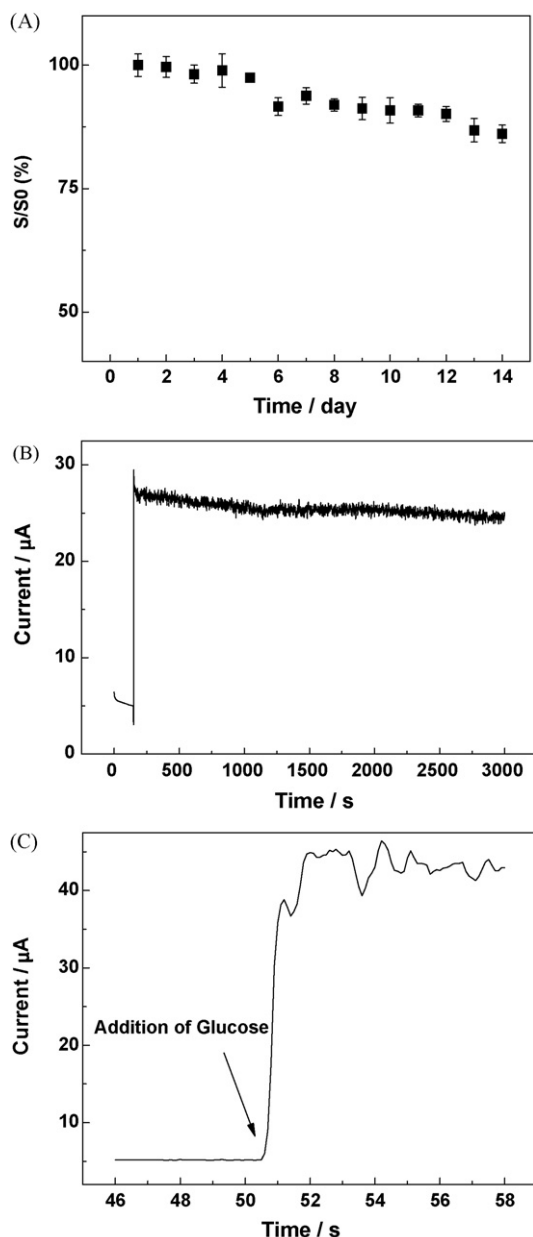 (A)
100
75
50
S/S0 (%)
0 2 4 6 8 10 12 14
Time / day
(B)
30
20
10
0
Current / µA
0 500 1000 1500 2000 2500 3000
Time / s
(C)
40
30
20
10
Current / µA
Addition of Glucose
46 48 50 52 54 56 58
Time / s